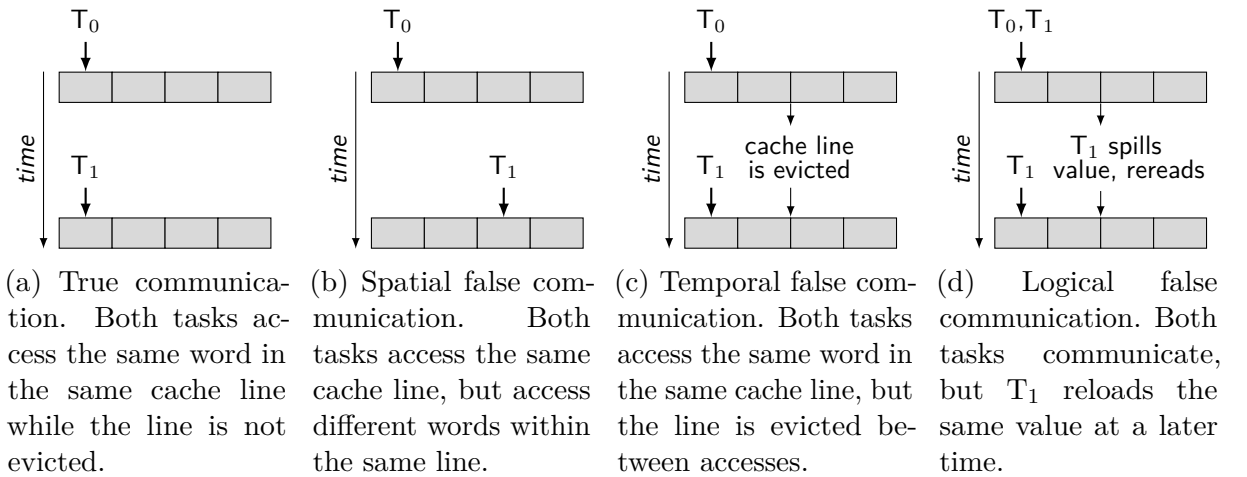 T₀
time
T₁
(a) True communica-
tion. Both tasks ac-
cess the same word in
the same cache line
while the line is not
evicted.
T₀
time
T₁
(b) Spatial false com-
munication. Both
tasks access the same
cache line, but access
different words within
the same line.
T₀
time
cache line
is evicted
T₁
(c) Temporal false com-
munication. Both tasks
access the same word in
the same cache line, but
the line is evicted be-
tween accesses.
T₀,T₁
time
T₁ spills
value, rereads
T₁
(d) Logical false
communication. Both
tasks communicate,
but T₁ reloads the
same value at a later
time.